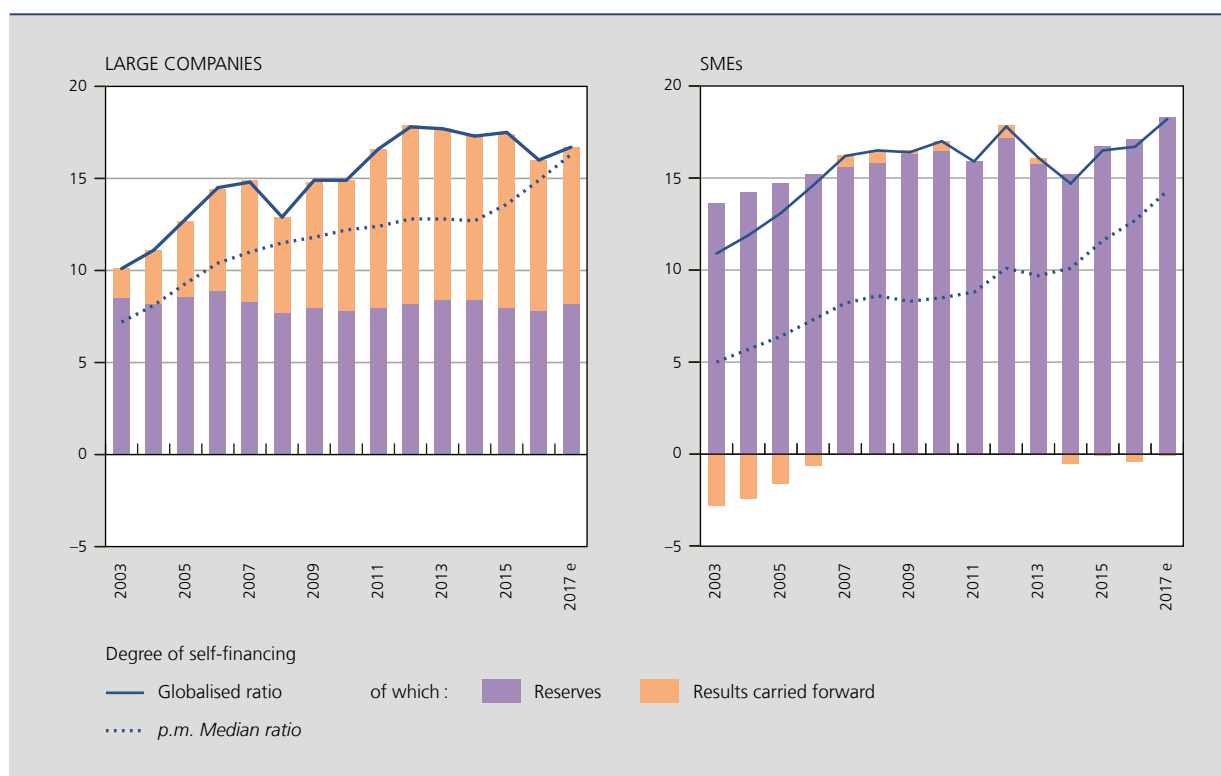 LARGE COMPANIES
20
15
10
5
0
–5
2003
2005
2007
2009
2011
2013
2015
2017 e
SMEs
20
15
10
5
0
–5
2003
2005
2007
2009
2011
2013
2015
2017 e
Degree of self-financing
Globalised ratio
of which :
Reserves
Results carried forward
p.m. Median ratio